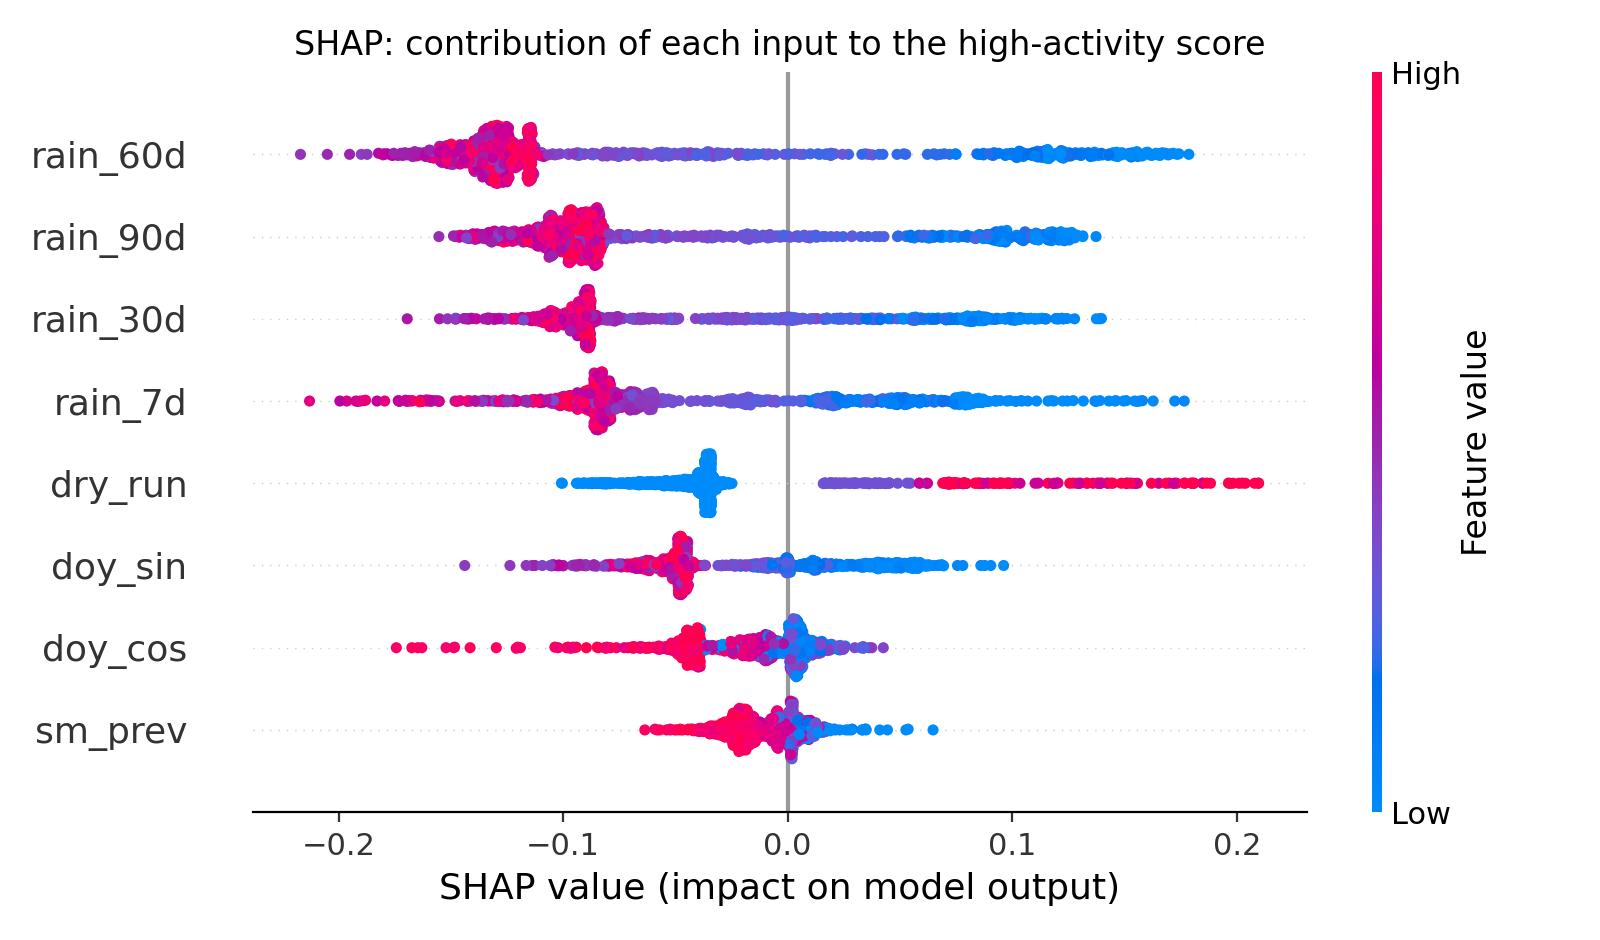 SHAP: contribution of each input to the high-activity score
High
rain_60d
rain_90d
rain_30d
rain_7d
dry_run
doy_sin
doy_cos
sm_prev
Feature value
Low
−0.2
−0.1
0.0
0.1
0.2
SHAP value (impact on model output)